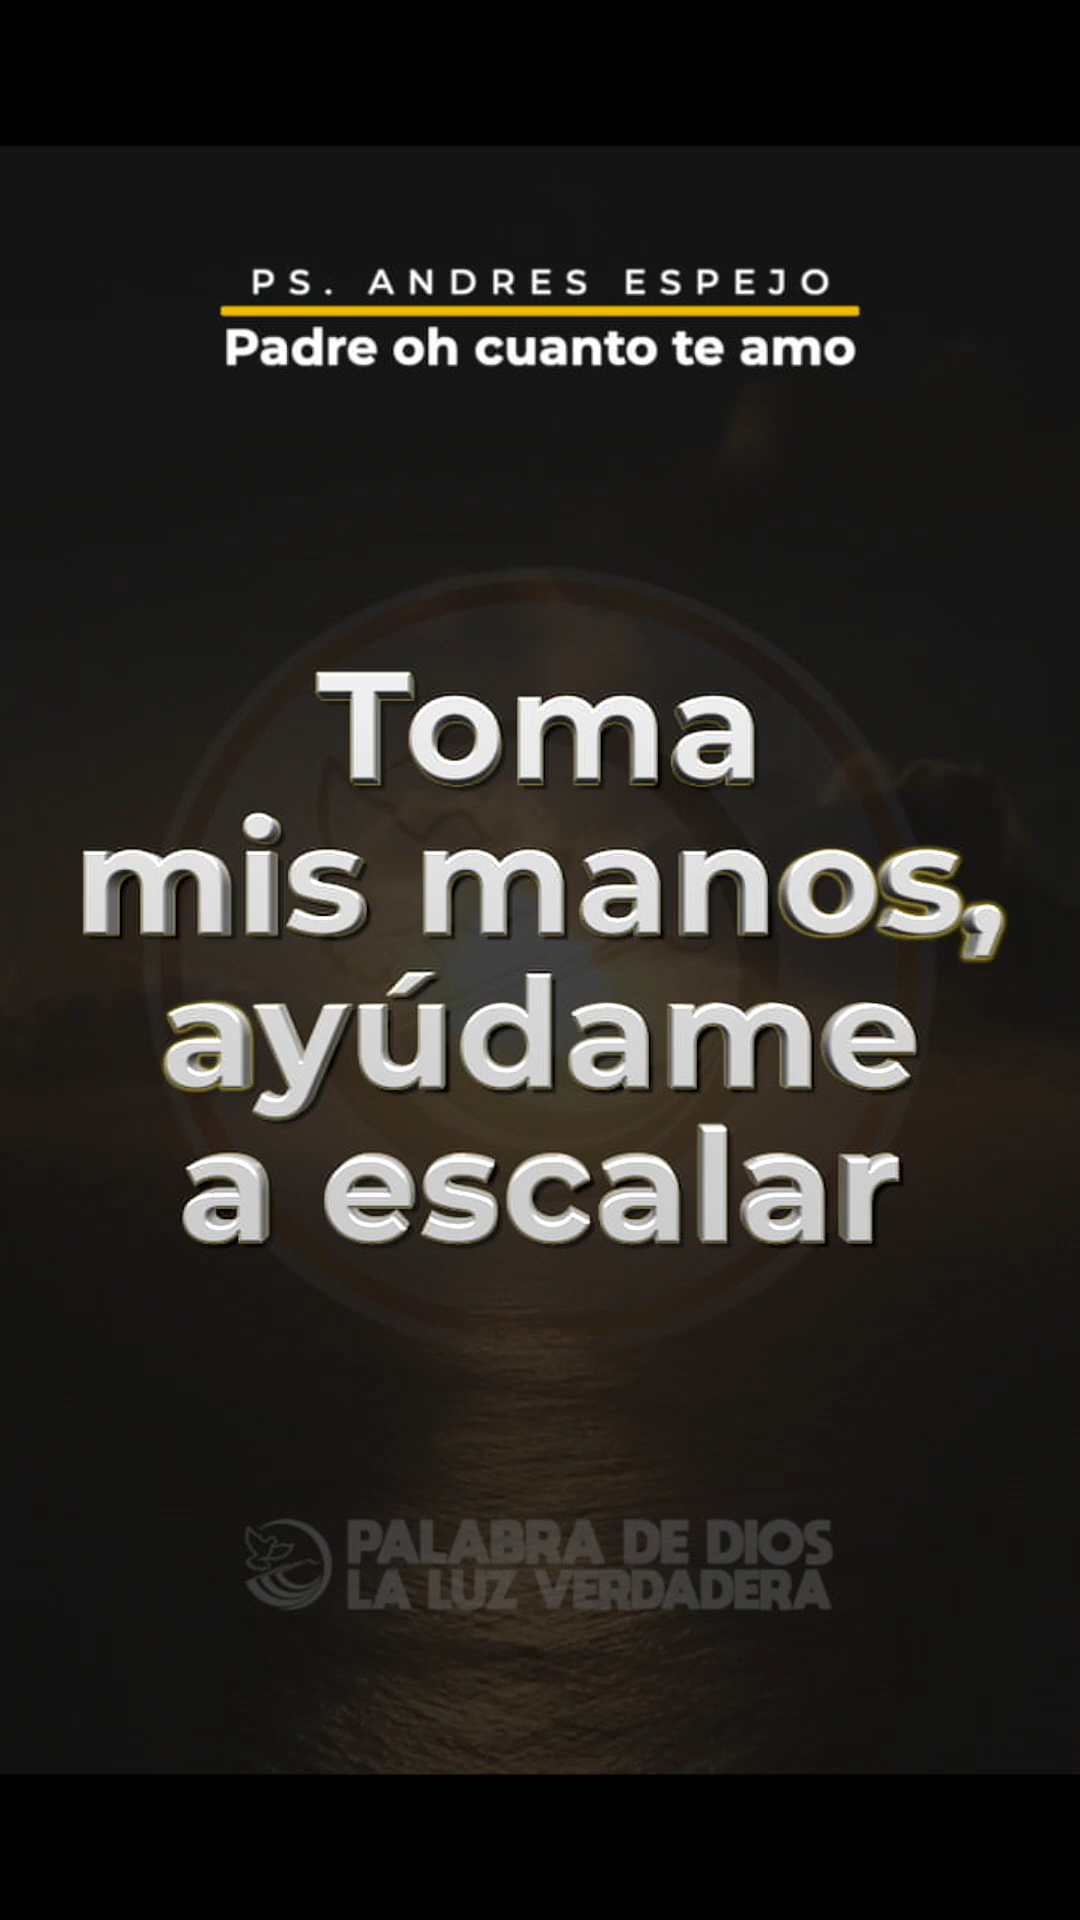 PS. ANDRES ESPEJO
Padre oh cuanto te amo
Toma
mis manos,
ayúdame
a escalar
PALABRA DE DIOS
LA LUZ VERDADERA